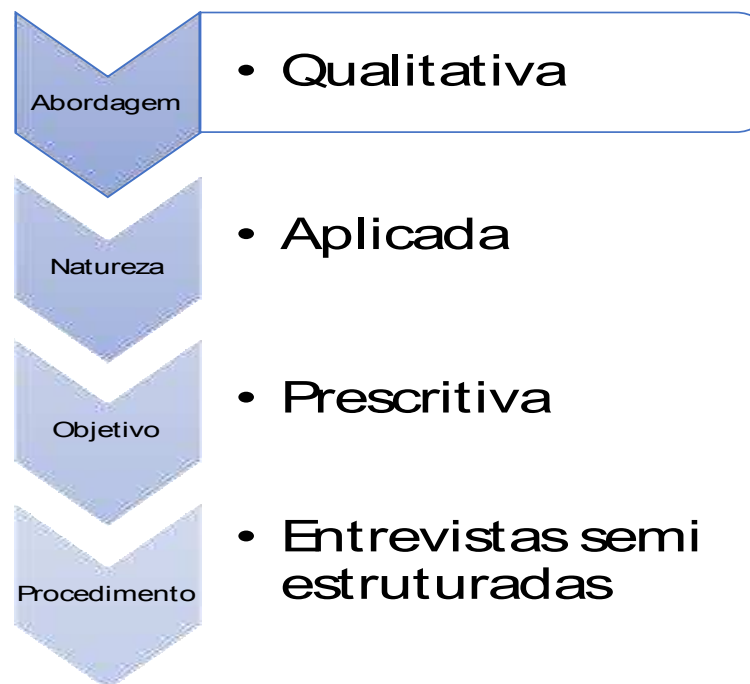 Abordagem
• Qualitativa
Natureza
• Aplicada
Objetivo
• Prescritiva
Procedimento
• Entrevistas semi
estruturadas